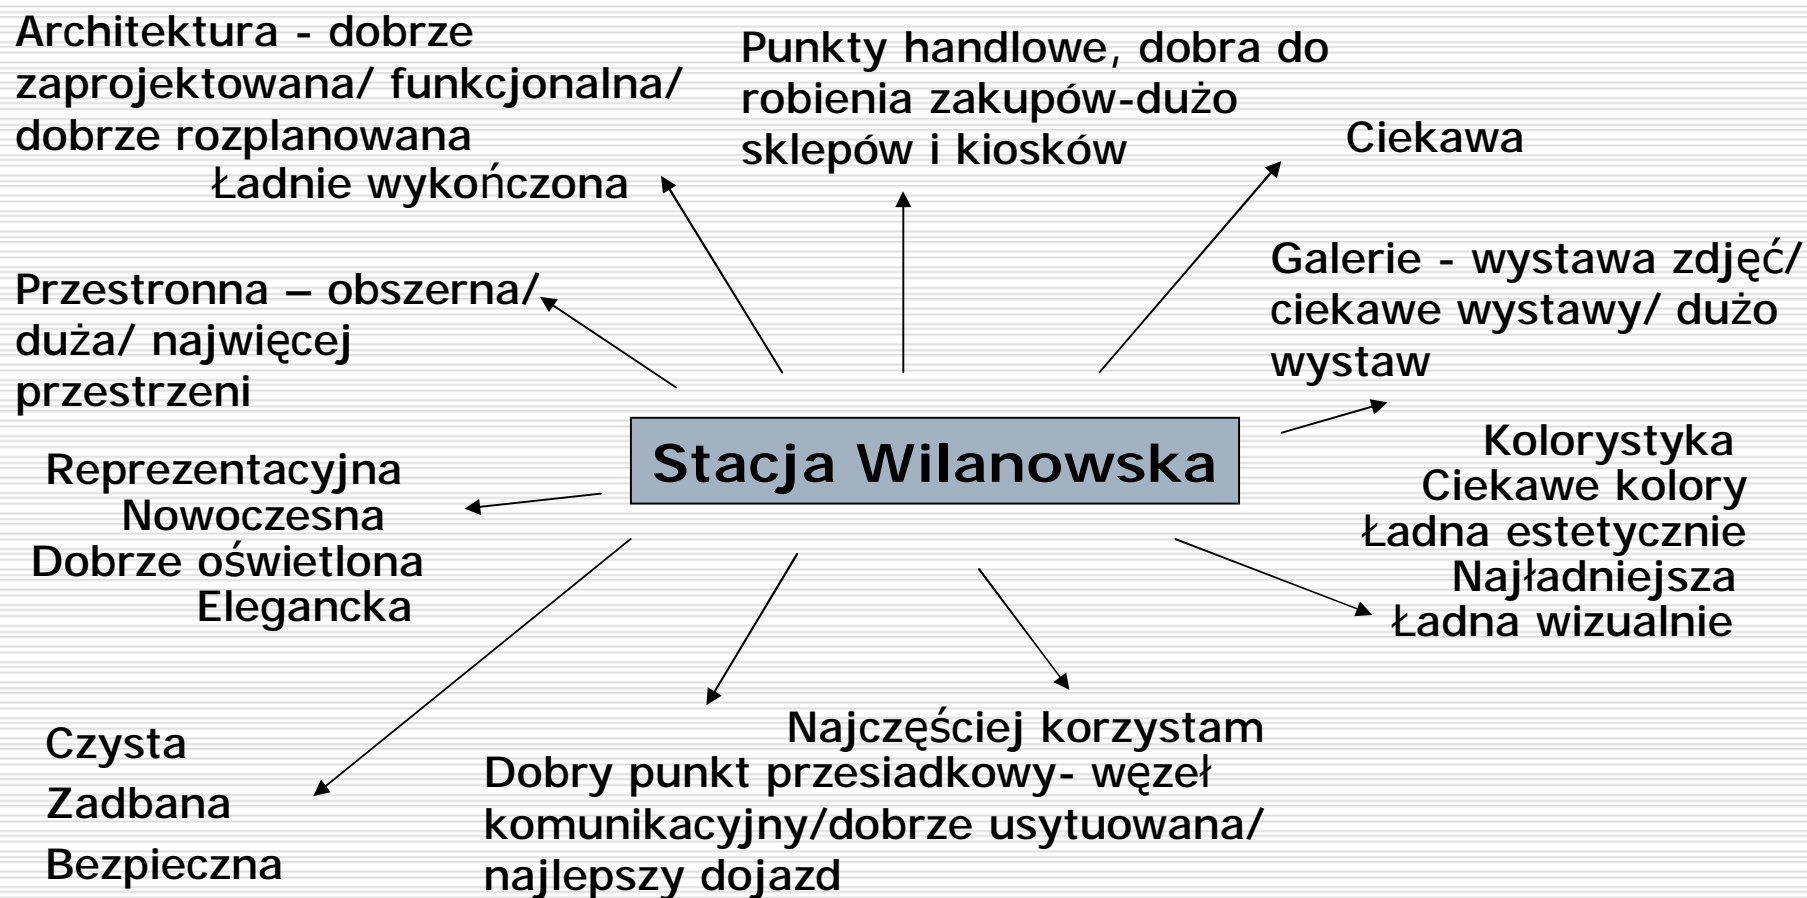 Architektura - dobrze
zaprojektowana/ funkcjonalna/
dobrze rozplanowana
Ładnie wykończona
Punkty handlowe, dobra do
robienia zakupów-dużo
sklepów i kiosków
Ciekawa
Przestronna – obszerna/
duża/ najwięcej
przestrzeni
Galerie - wystawa zdjęć/
ciekawe wystawy/ dużo
wystaw
Stacja Wilanowska
Reprezentacyjna
Nowoczesna
Dobrze oświetlona
Elegancka
Kolorystyka
Ciekawe kolory
Ładna estetycznie
Najładniejsza
Ładna wizualnie
Czysta
Zadbana
Bezpieczna
Najczęściej korzystam
Dobry punkt przesiadkowy- węzeł
komunikacyjny/dobrze usytuowana/
najlepszy dojazd